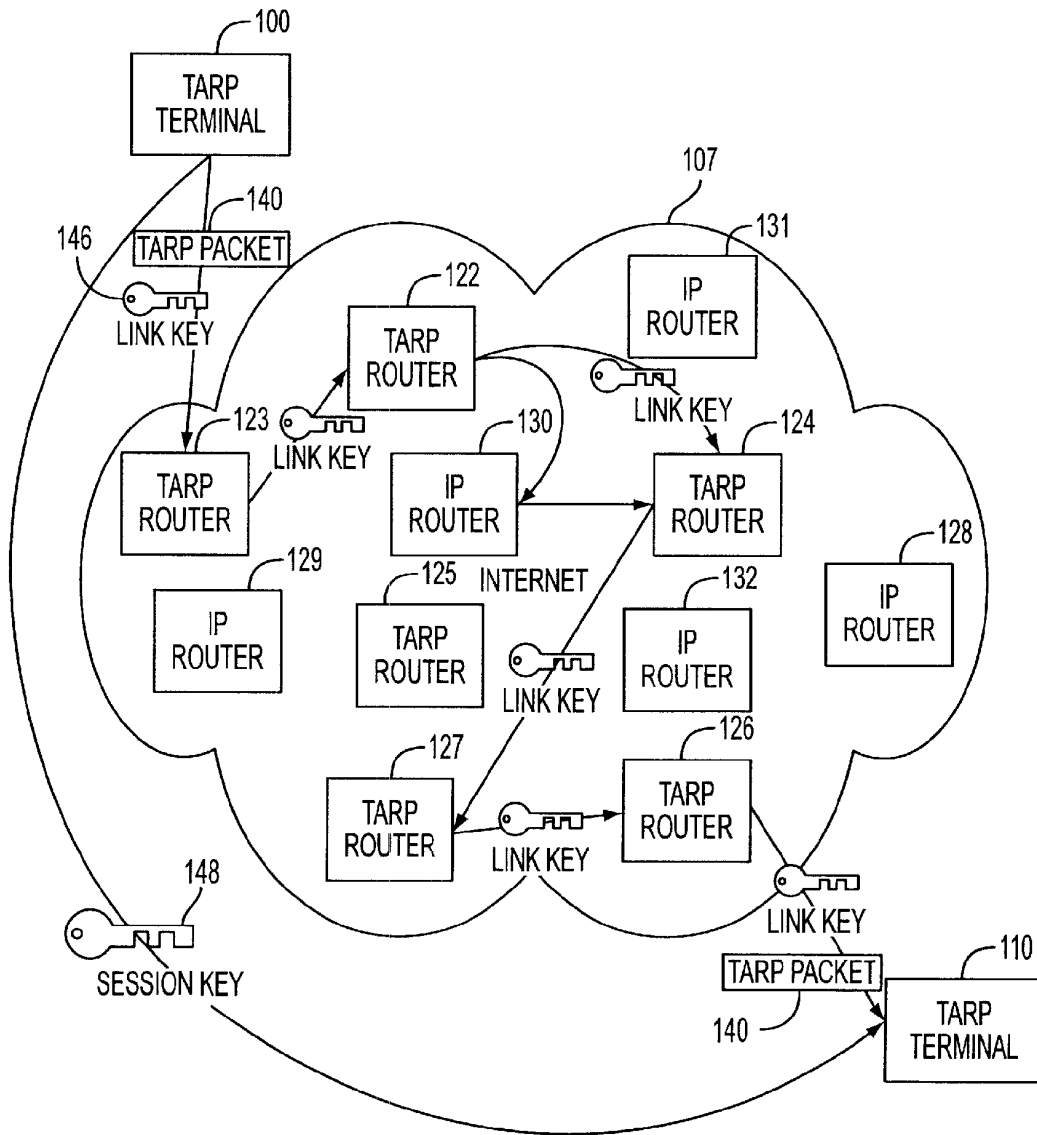 100
TARP
TERMINAL
107
140
131
TARP PACKET
146
122
IP
ROUTER
LINK KEY
TARP
ROUTER
123
LINK KEY
130
LINK KEY
124
TARP
ROUTER
IP
ROUTER
TARP
ROUTER
128
129
125
INTERNET
132
IP
ROUTER
IP
ROUTER
TARP
ROUTER
IP
ROUTER
LINK KEY
127
126
TARP
ROUTER
TARP
ROUTER
LINK KEY
148
LINK KEY
SESSION KEY
TARP PACKET
110
140
TARP
TERMINAL